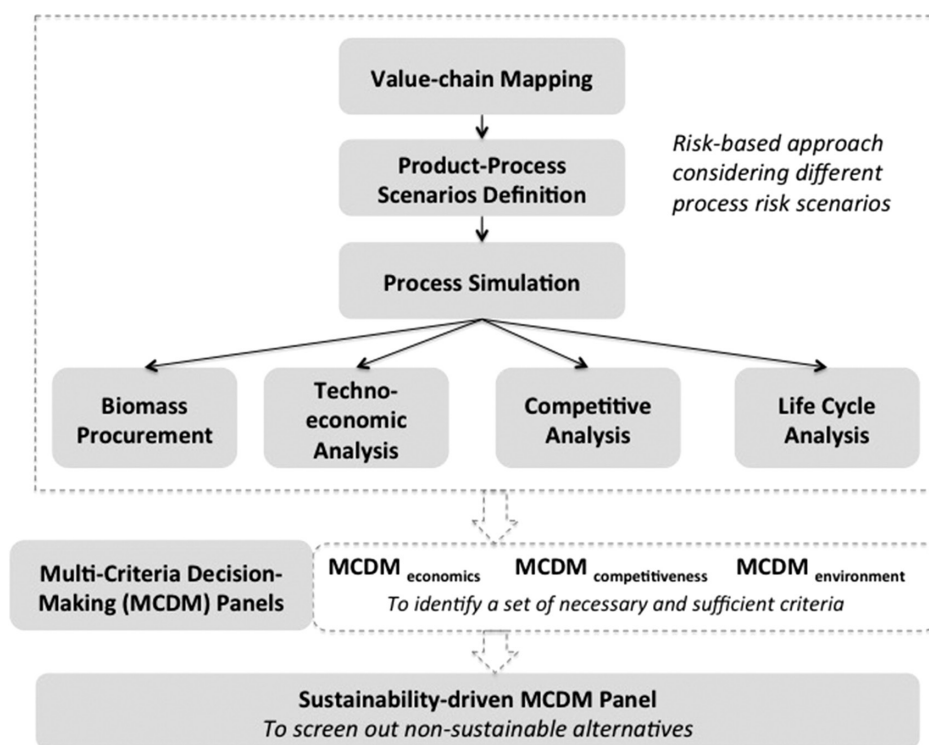 Value-chain Mapping
Product-Process
Scenarios Definition
Risk-based approach
considering different
process risk scenarios
Process Simulation
Biomass
Procurement
Techno-
economic
Analysis
Competitive
Analysis
Life Cycle
Analysis
Multi-Criteria Decision-
Making (MCDM) Panels
MCDM economics MCDM competitiveness MCDM environment
To identify a set of necessary and sufficient criteria
Sustainability-driven MCDM Panel
To screen out non-sustainable alternatives